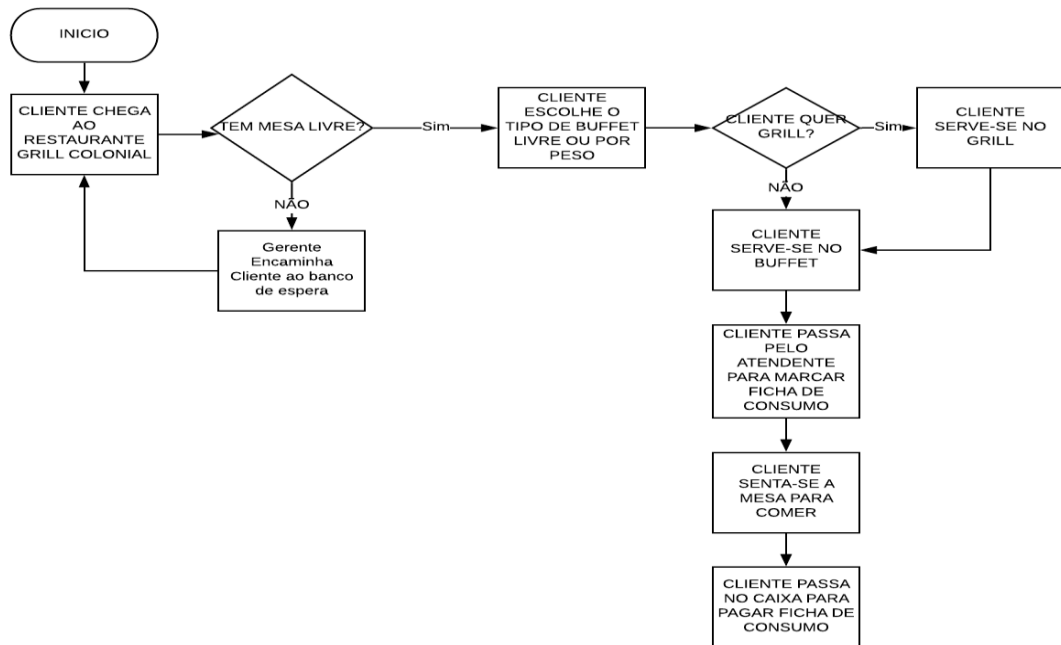 INICIO
CLIENTE CHEGA
AO
RESTAURANTE
GRILL COLONIAL
TEM MESA LIVRE?
Sim
NÃO
Gerente
Encaminha
Cliente ao banco
de espera
CLIENTE
ESCOLHE O
TIPO DE BUFFET
LIVRE OU POR
PESO
CLIENTE QUER
GRILL?
Sim
CLIENTE
SERVE-SE NO
GRILL
NÃO
CLIENTE
SERVE-SE NO
BUFFET
CLIENTE PASSA
PELO
ATENDENTE
PARA MARCAR
FICHA DE
CONSUMO
CLIENTE
SENTA-SE A
MESA PARA
COMER
CLIENTE PASSA
NO CAIXA PARA
PAGAR FICHA DE
CONSUMO